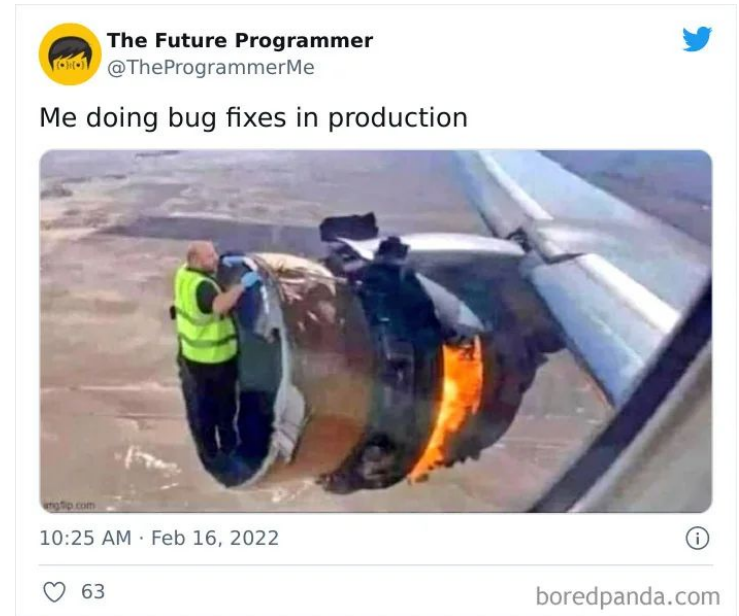 The Future Programmer
@TheProgrammerMe
Me doing bug fixes in production
imgflip.com
10:25 AM · Feb 16, 2022
63
boredpanda.com